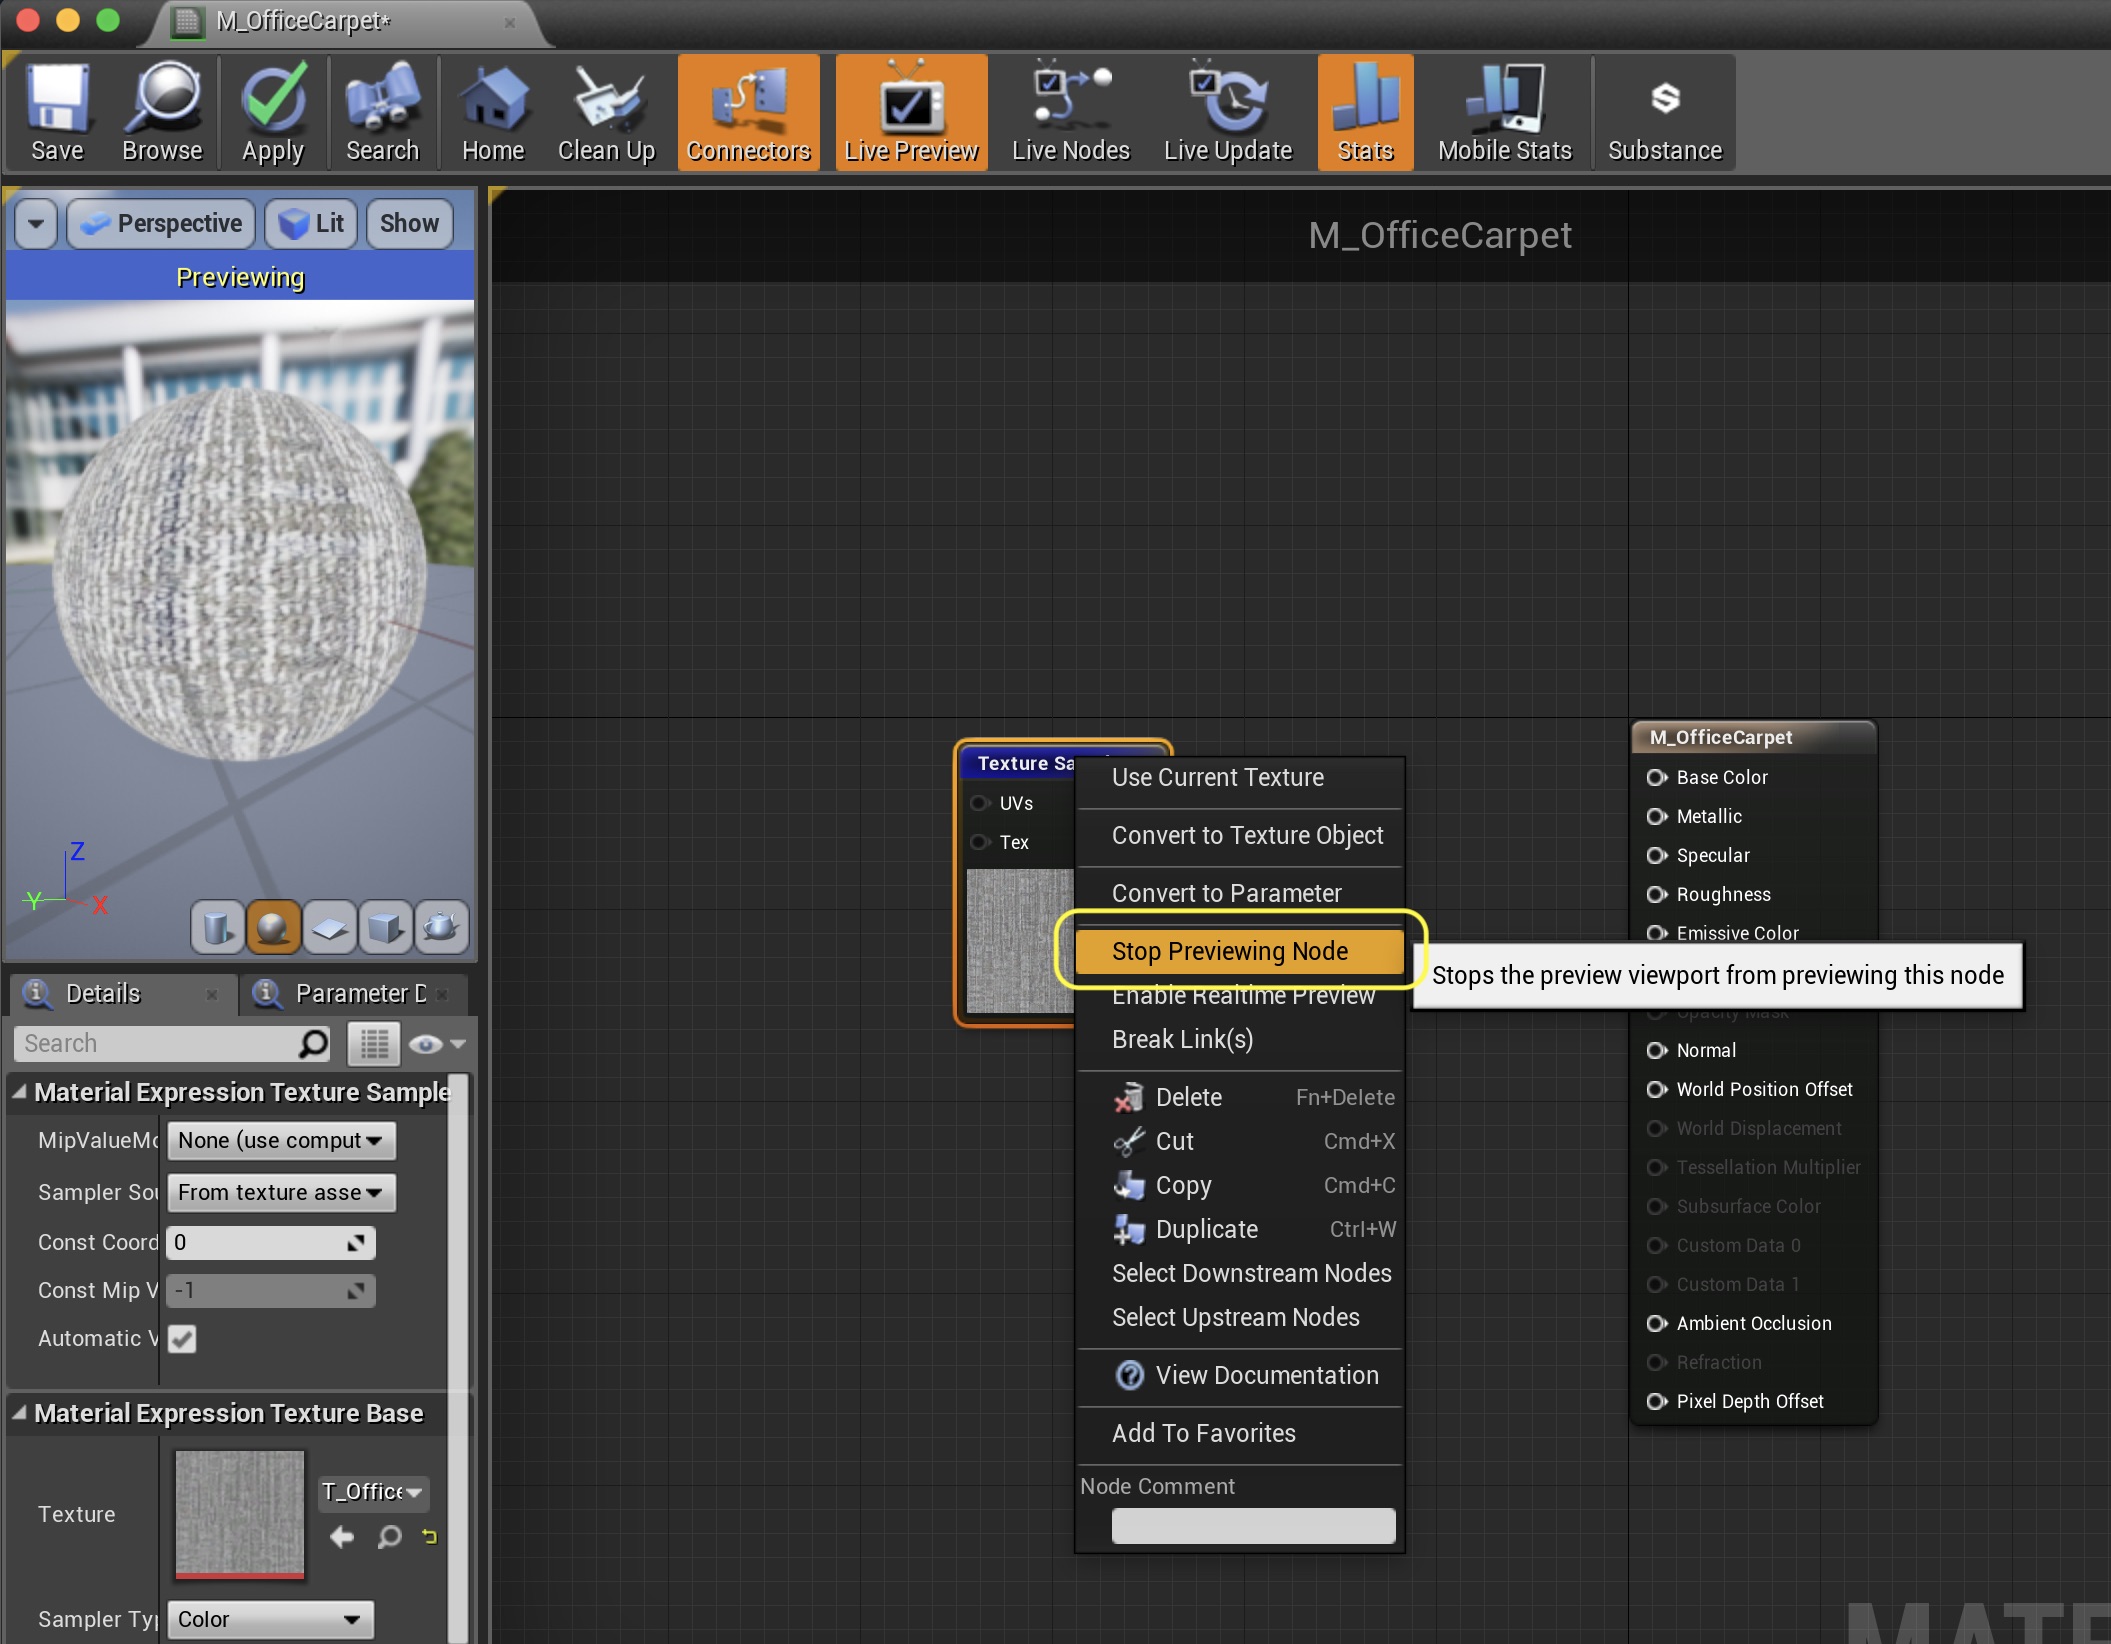 M_OfficeCarpet*
Save
Browse
Apply
Search
Home
Clean Up
Connectors
Live Preview
Live Nodes
Live Update
Stats
Mobile Stats
Substance
Perspective
Lit
Show
Previewing
Z
Y
X
M_OfficeCarpet
Texture Sa
UVs
Tex
Use Current Texture
Convert to Texture Object
Convert to Parameter
Stop Previewing Node
Enable Realtime Preview
Break Link(s)
Delete Fn+Delete
Cut Cmd+X
Copy Cmd+C
Duplicate Ctrl+W
Select Downstream Nodes
Select Upstream Nodes
View Documentation
Add To Favorites
Node Comment
Stops the preview viewport from previewing this node
M_OfficeCarpet
Base Color
Metallic
Specular
Roughness
Emissive Color
Opacity Mask
Normal
World Position Offset
World Displacement
Tessellation Multiplier
Subsurface Color
Custom Data 0
Custom Data 1
Ambient Occlusion
Refraction
Pixel Depth Offset
Details
Parameter D
Search
Material Expression Texture Sample
MipValueMo None (use comput
Sampler Sou From texture asse
Const Coord 0
Const Mip V -1
Automatic V
Material Expression Texture Base
Texture
T_Office
Sampler Typ Color
MATE